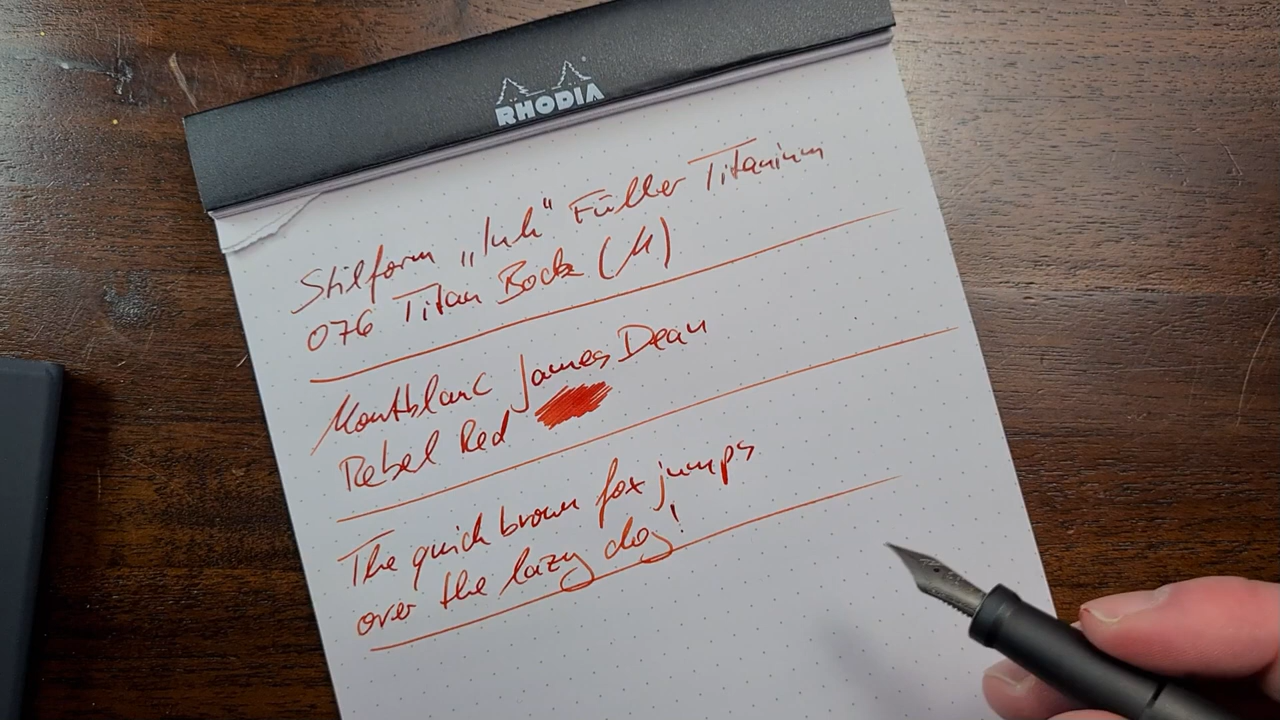 RHODIA
Stilform „Ink“ Füller Titanium
076 Titan Bock (M)
Montblanc James Dean
Rebel Red
The quick brown fox jumps
over the lazy dog!